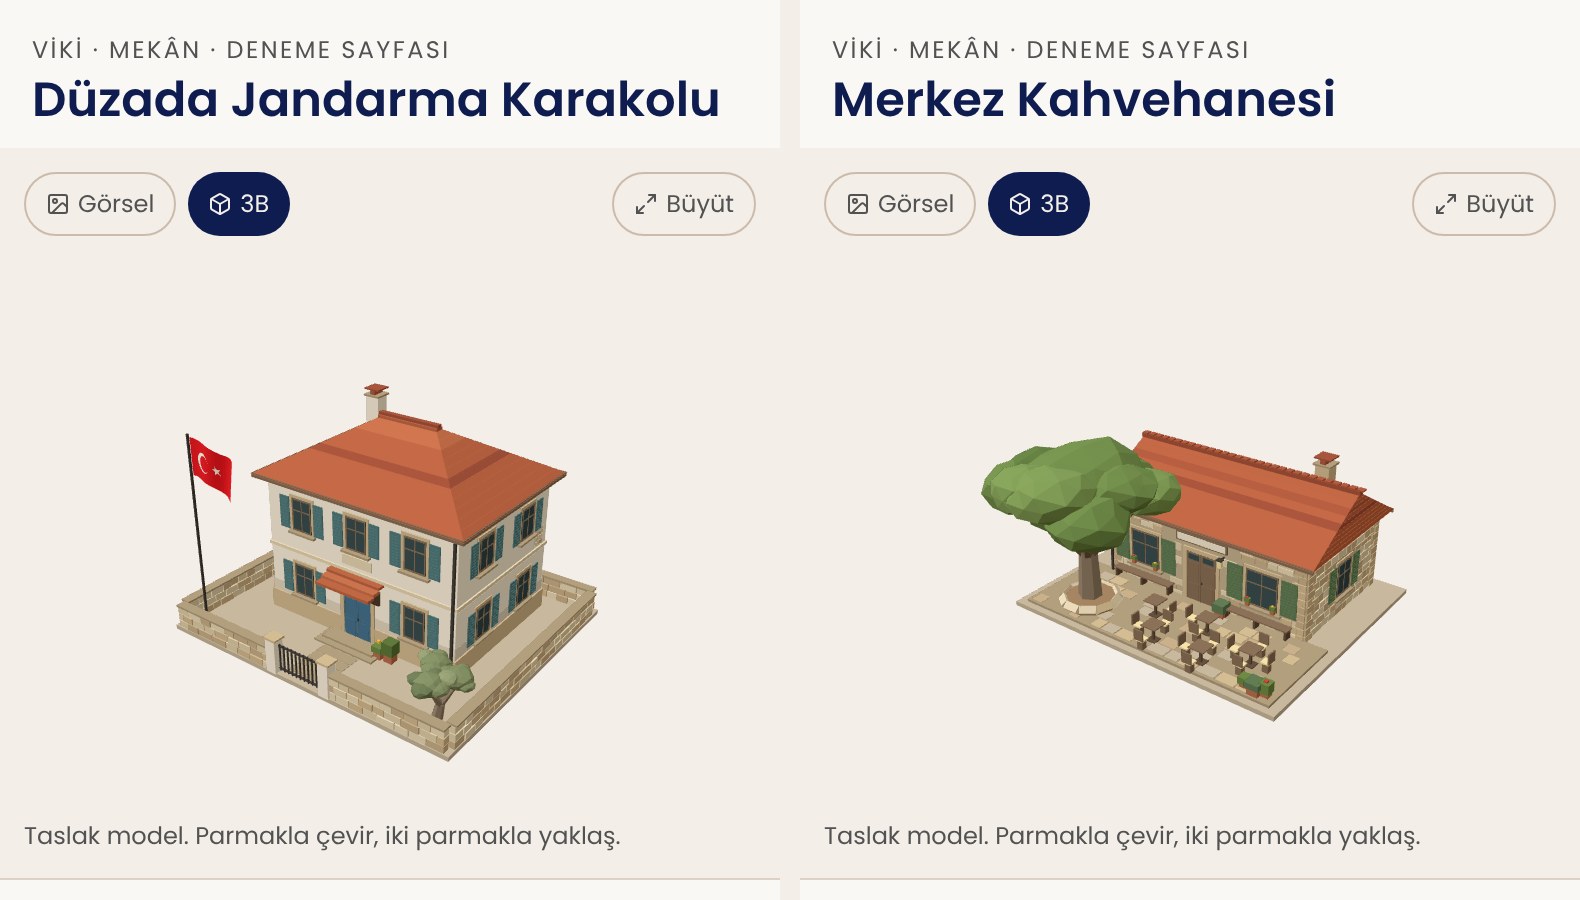 VİKİ · MEKÂN · DENEME SAYFASI
Düzada Jandarma Karakolu
Görsel
3B
Büyüt
Taslak model. Parmakla çevir, iki parmakla yaklaş.
VİKİ · MEKÂN · DENEME SAYFASI
Merkez Kahvehanesi
Görsel
3B
Büyüt
Taslak model. Parmakla çevir, iki parmakla yaklaş.